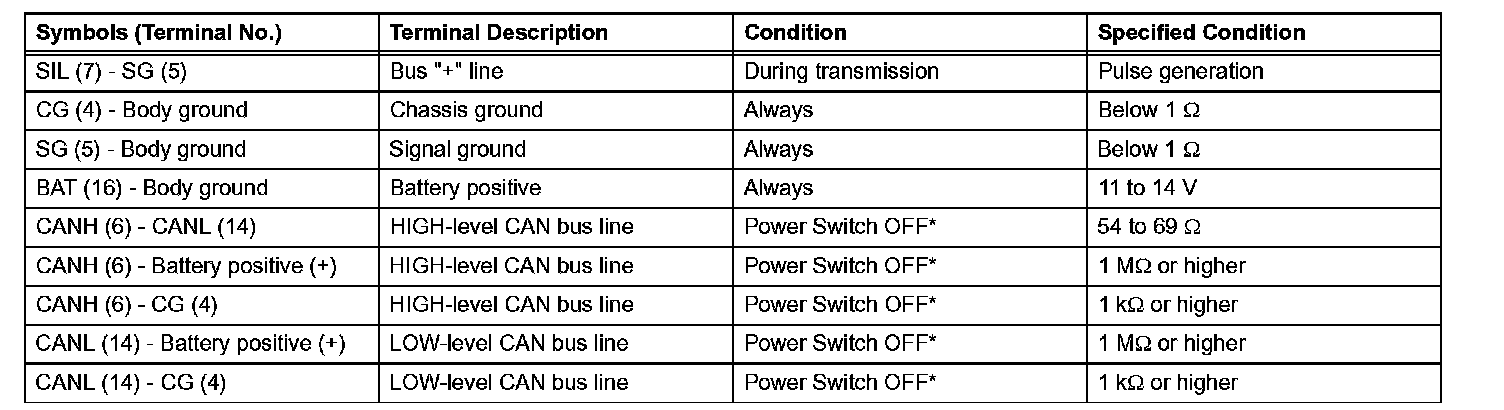 Symbols (Terminal No.) Terminal Description Condition Specified Condition
SIL (7) - SG (5) Bus "+" line During transmission Pulse generation
CG (4) - Body ground Chassis ground Always Below 1 Ω
SG (5) - Body ground Signal ground Always Below 1 Ω
BAT (16) - Body ground Battery positive Always 11 to 14 V
CANH (6) - CANL (14) HIGH-level CAN bus line Power Switch OFF* 54 to 69 Ω
CANH (6) - Battery positive (+) HIGH-level CAN bus line Power Switch OFF* 1 MΩ or higher
CANH (6) - CG (4) HIGH-level CAN bus line Power Switch OFF* 1 kΩ or higher
CANL (14) - Battery positive (+) LOW-level CAN bus line Power Switch OFF* 1 MΩ or higher
CANL (14) - CG (4) LOW-level CAN bus line Power Switch OFF* 1 kΩ or higher